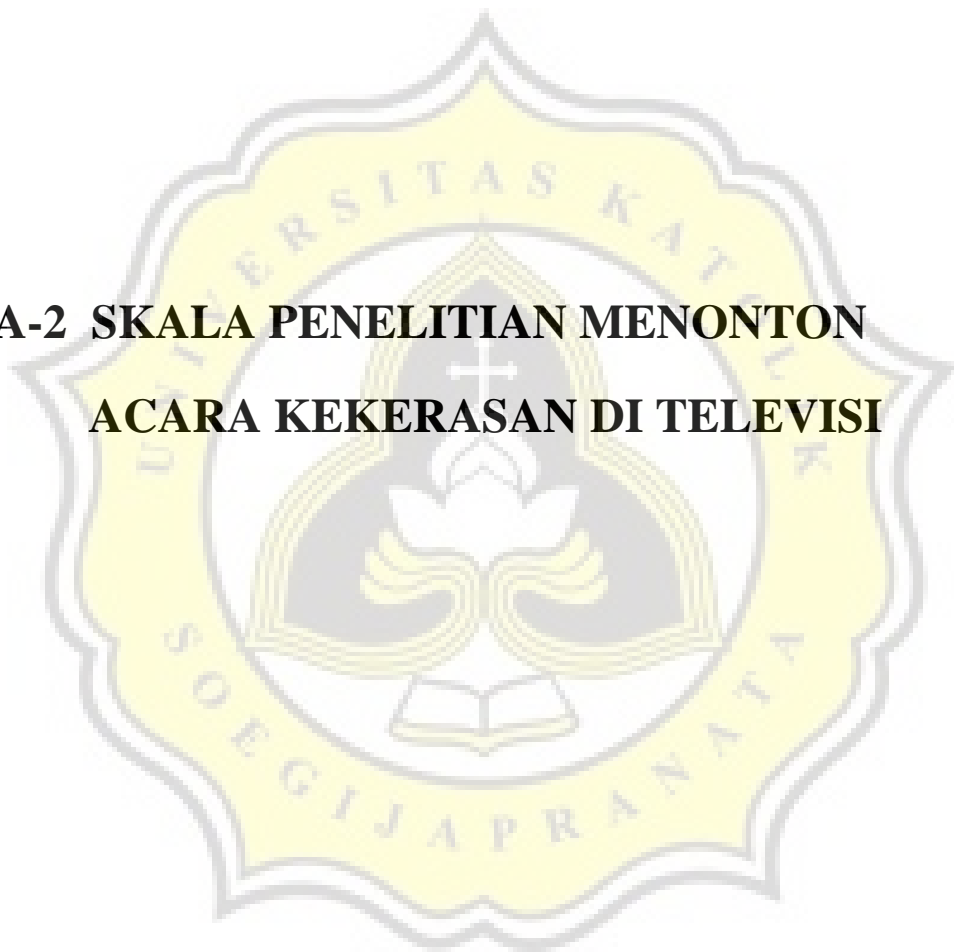 A-2 SKALA PENELITIAN MENONTON
ACARA KEKERASAN DI TELEVISI
UNIVERSITAS KATOLIK
SOEGIJAPRANATA